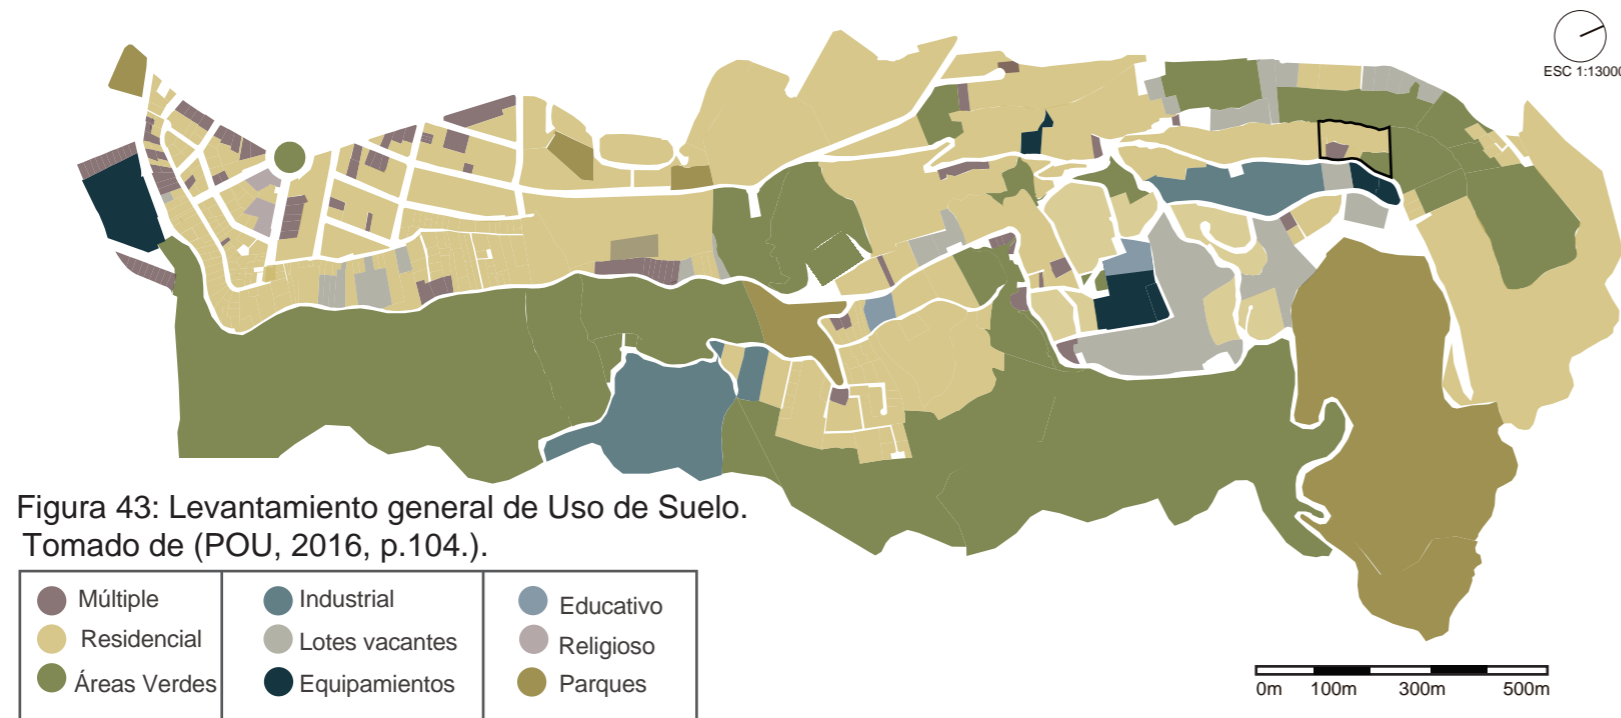 ESC 1:13000
Figura 43: Levantamiento general de Uso de Suelo.
Tomado de (POU, 2016, p.104.).
Múltiple
Residencial
Áreas Verdes
Industrial
Lotes vacantes
Equipamientos
Educativo
Religioso
Parques
0m 100m 300m 500m